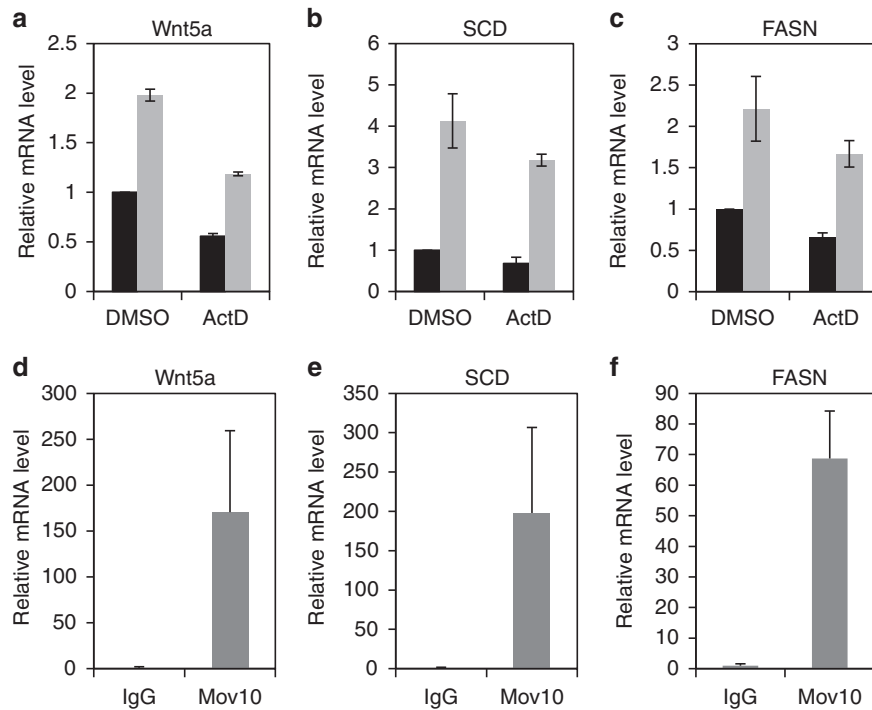 a
Wnt5a
Relative mRNA level
2.5
2
1.5
1
0.5
0
DMSO
ActD
b
SCD
Relative mRNA level
6
5
4
3
2
1
0
DMSO
ActD
c
FASN
Relative mRNA level
3
2.5
2
1.5
1
0.5
0
DMSO
ActD
d
Wnt5a
Relative mRNA level
300
250
200
150
100
50
0
IgG
Mov10
e
SCD
Relative mRNA level
350
300
250
200
150
100
50
0
IgG
Mov10
f
FASN
Relative mRNA level
90
80
70
60
50
40
30
20
10
0
IgG
Mov10